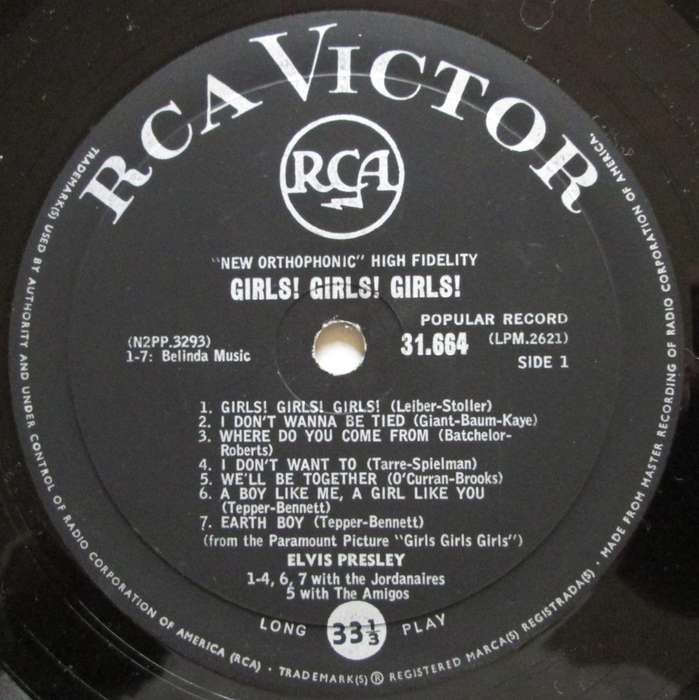 RCA VICTOR
RCA
"NEW ORTHOPHONIC" HIGH FIDELITY
GIRLS! GIRLS! GIRLS!
POPULAR RECORD
(N2PP.3293)
31.664
(LPM.2621)
1-7: Belinda Music
SIDE 1
1. GIRLS! GIRLS! GIRLS! (Leiber-Stoller)
2. I DON'T WANNA BE TIED (Giant-Baum-Kaye)
3. WHERE DO YOU COME FROM (Batchelor-
Roberts)
4. I DON'T WANT TO (Tarre-Spielman)
5. WE'LL BE TOGETHER (O'Curran-Brooks)
6. A BOY LIKE ME, A GIRL LIKE YOU
(Tepper-Bennett)
7. EARTH BOY (Tepper-Bennett)
(from the Paramount Picture "Girls Girls Girls")
ELVIS PRESLEY
1-4, 6, 7 with the Jordanaires
5 with The Amigos
LONG 33⅓ PLAY
TRADEMARK(S) USED BY AUTHORITY AND UNDER CONTROL OF RADIO CORPORATION OF AMERICA (RCA) · TRADEMARK(S) ® REGISTERED MARCA(S) REGISTRADA(S) · MADE FROM MASTER RECORDING OF RADIO CORPORATION OF AMERICA.